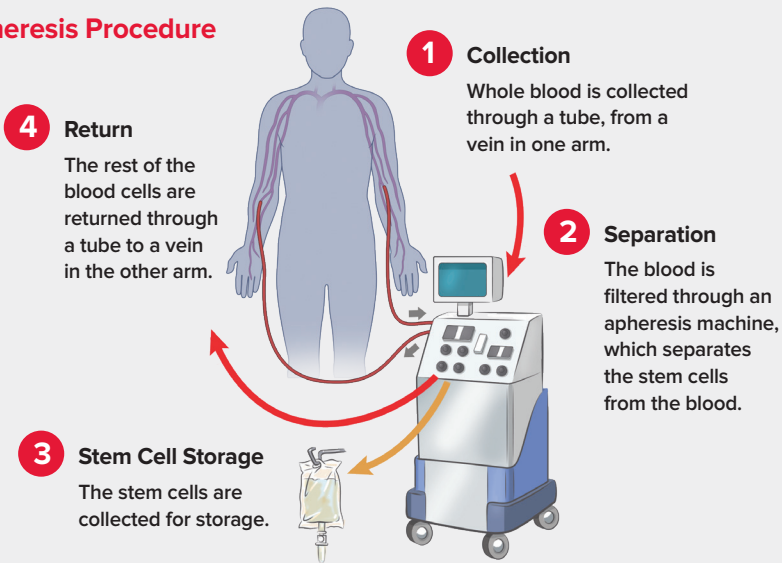 heresis Procedure
1
Collection
Whole blood is collected
through a tube, from a
vein in one arm.
2
Separation
The blood is
filtered through an
apheresis machine,
which separates
the stem cells
from the blood.
3
Stem Cell Storage
The stem cells are
collected for storage.
4
Return
The rest of the
blood cells are
returned through
a tube to a vein
in the other arm.